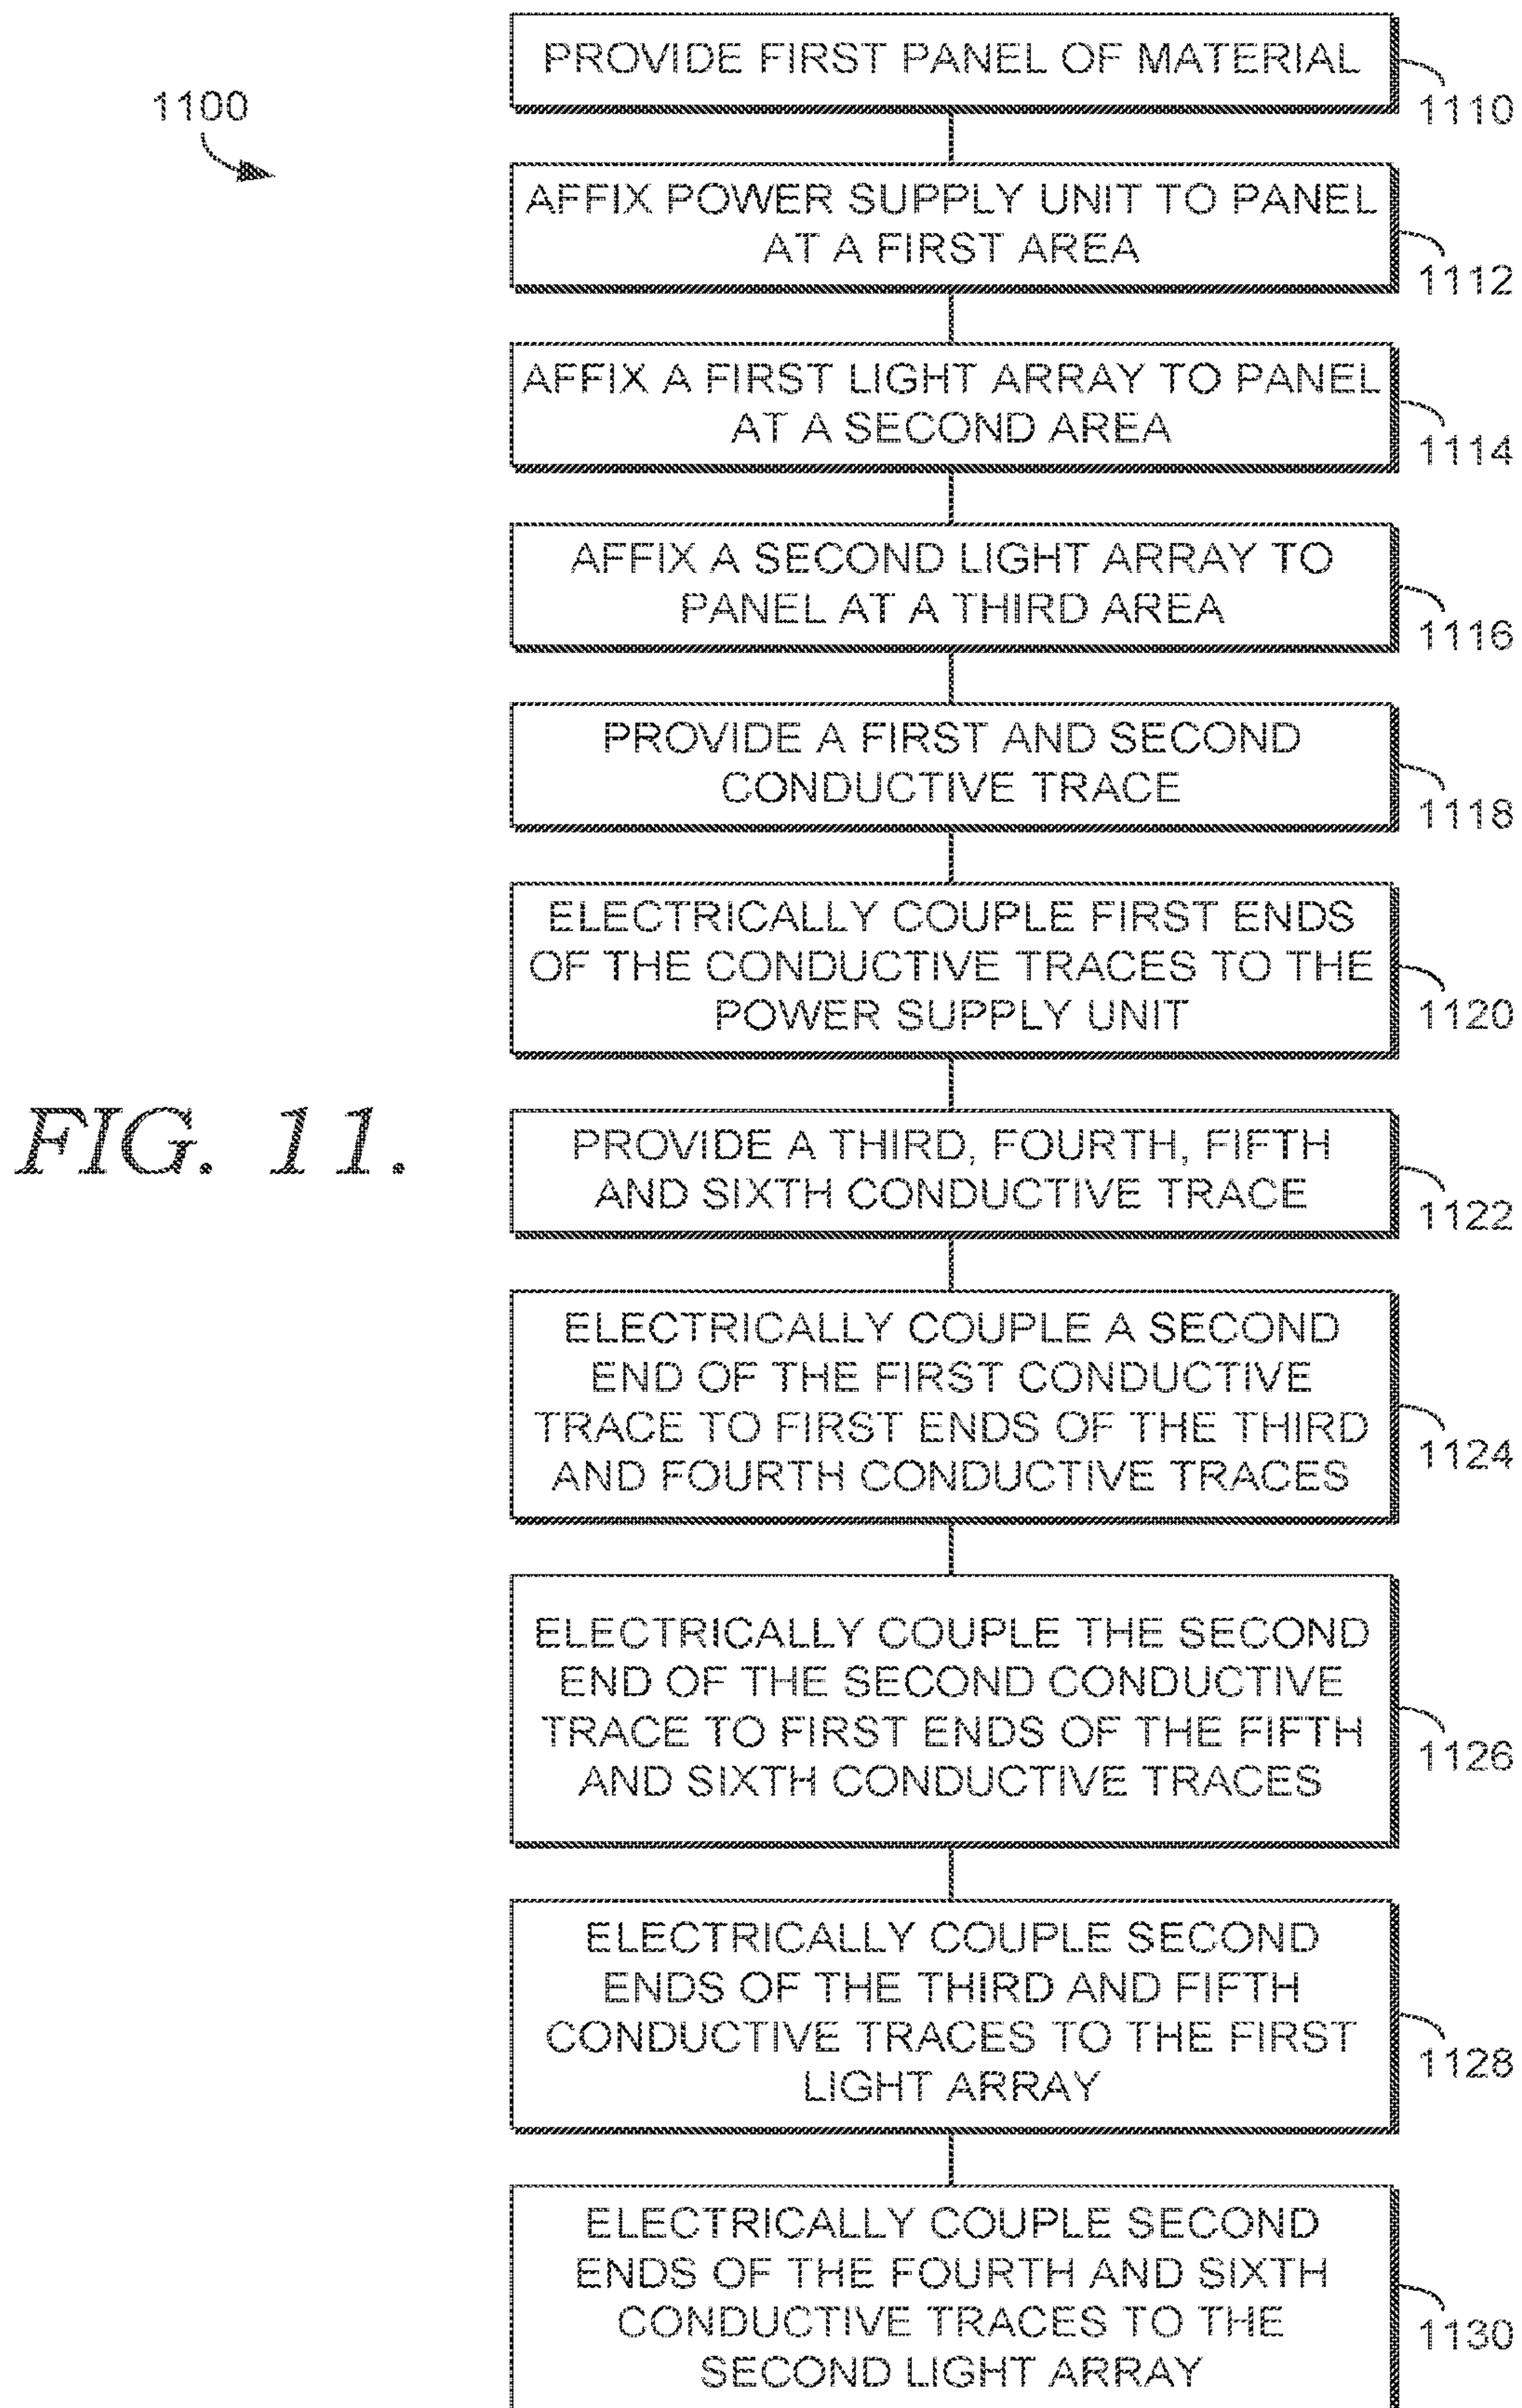 1100
PROVIDE FIRST PANEL OF MATERIAL
1110
AFFIX POWER SUPPLY UNIT TO PANEL
AT A FIRST AREA
1112
AFFIX A FIRST LIGHT ARRAY TO PANEL
AT A SECOND AREA
1114
AFFIX A SECOND LIGHT ARRAY TO
PANEL AT A THIRD AREA
1116
PROVIDE A FIRST AND SECOND
CONDUCTIVE TRACE
1118
ELECTRICALLY COUPLE FIRST ENDS
OF THE CONDUCTIVE TRACES TO THE
POWER SUPPLY UNIT
1120
FIG. 11.
PROVIDE A THIRD, FOURTH, FIFTH
AND SIXTH CONDUCTIVE TRACE
1122
ELECTRICALLY COUPLE A SECOND
END OF THE FIRST CONDUCTIVE
TRACE TO FIRST ENDS OF THE THIRD
AND FOURTH CONDUCTIVE TRACES
1124
ELECTRICALLY COUPLE THE SECOND
END OF THE SECOND CONDUCTIVE
TRACE TO FIRST ENDS OF THE FIFTH
AND SIXTH CONDUCTIVE TRACES
1126
ELECTRICALLY COUPLE SECOND
ENDS OF THE THIRD AND FIFTH
CONDUCTIVE TRACES TO THE FIRST
LIGHT ARRAY
1128
ELECTRICALLY COUPLE SECOND
ENDS OF THE FOURTH AND SIXTH
CONDUCTIVE TRACES TO THE
SECOND LIGHT ARRAY
1130